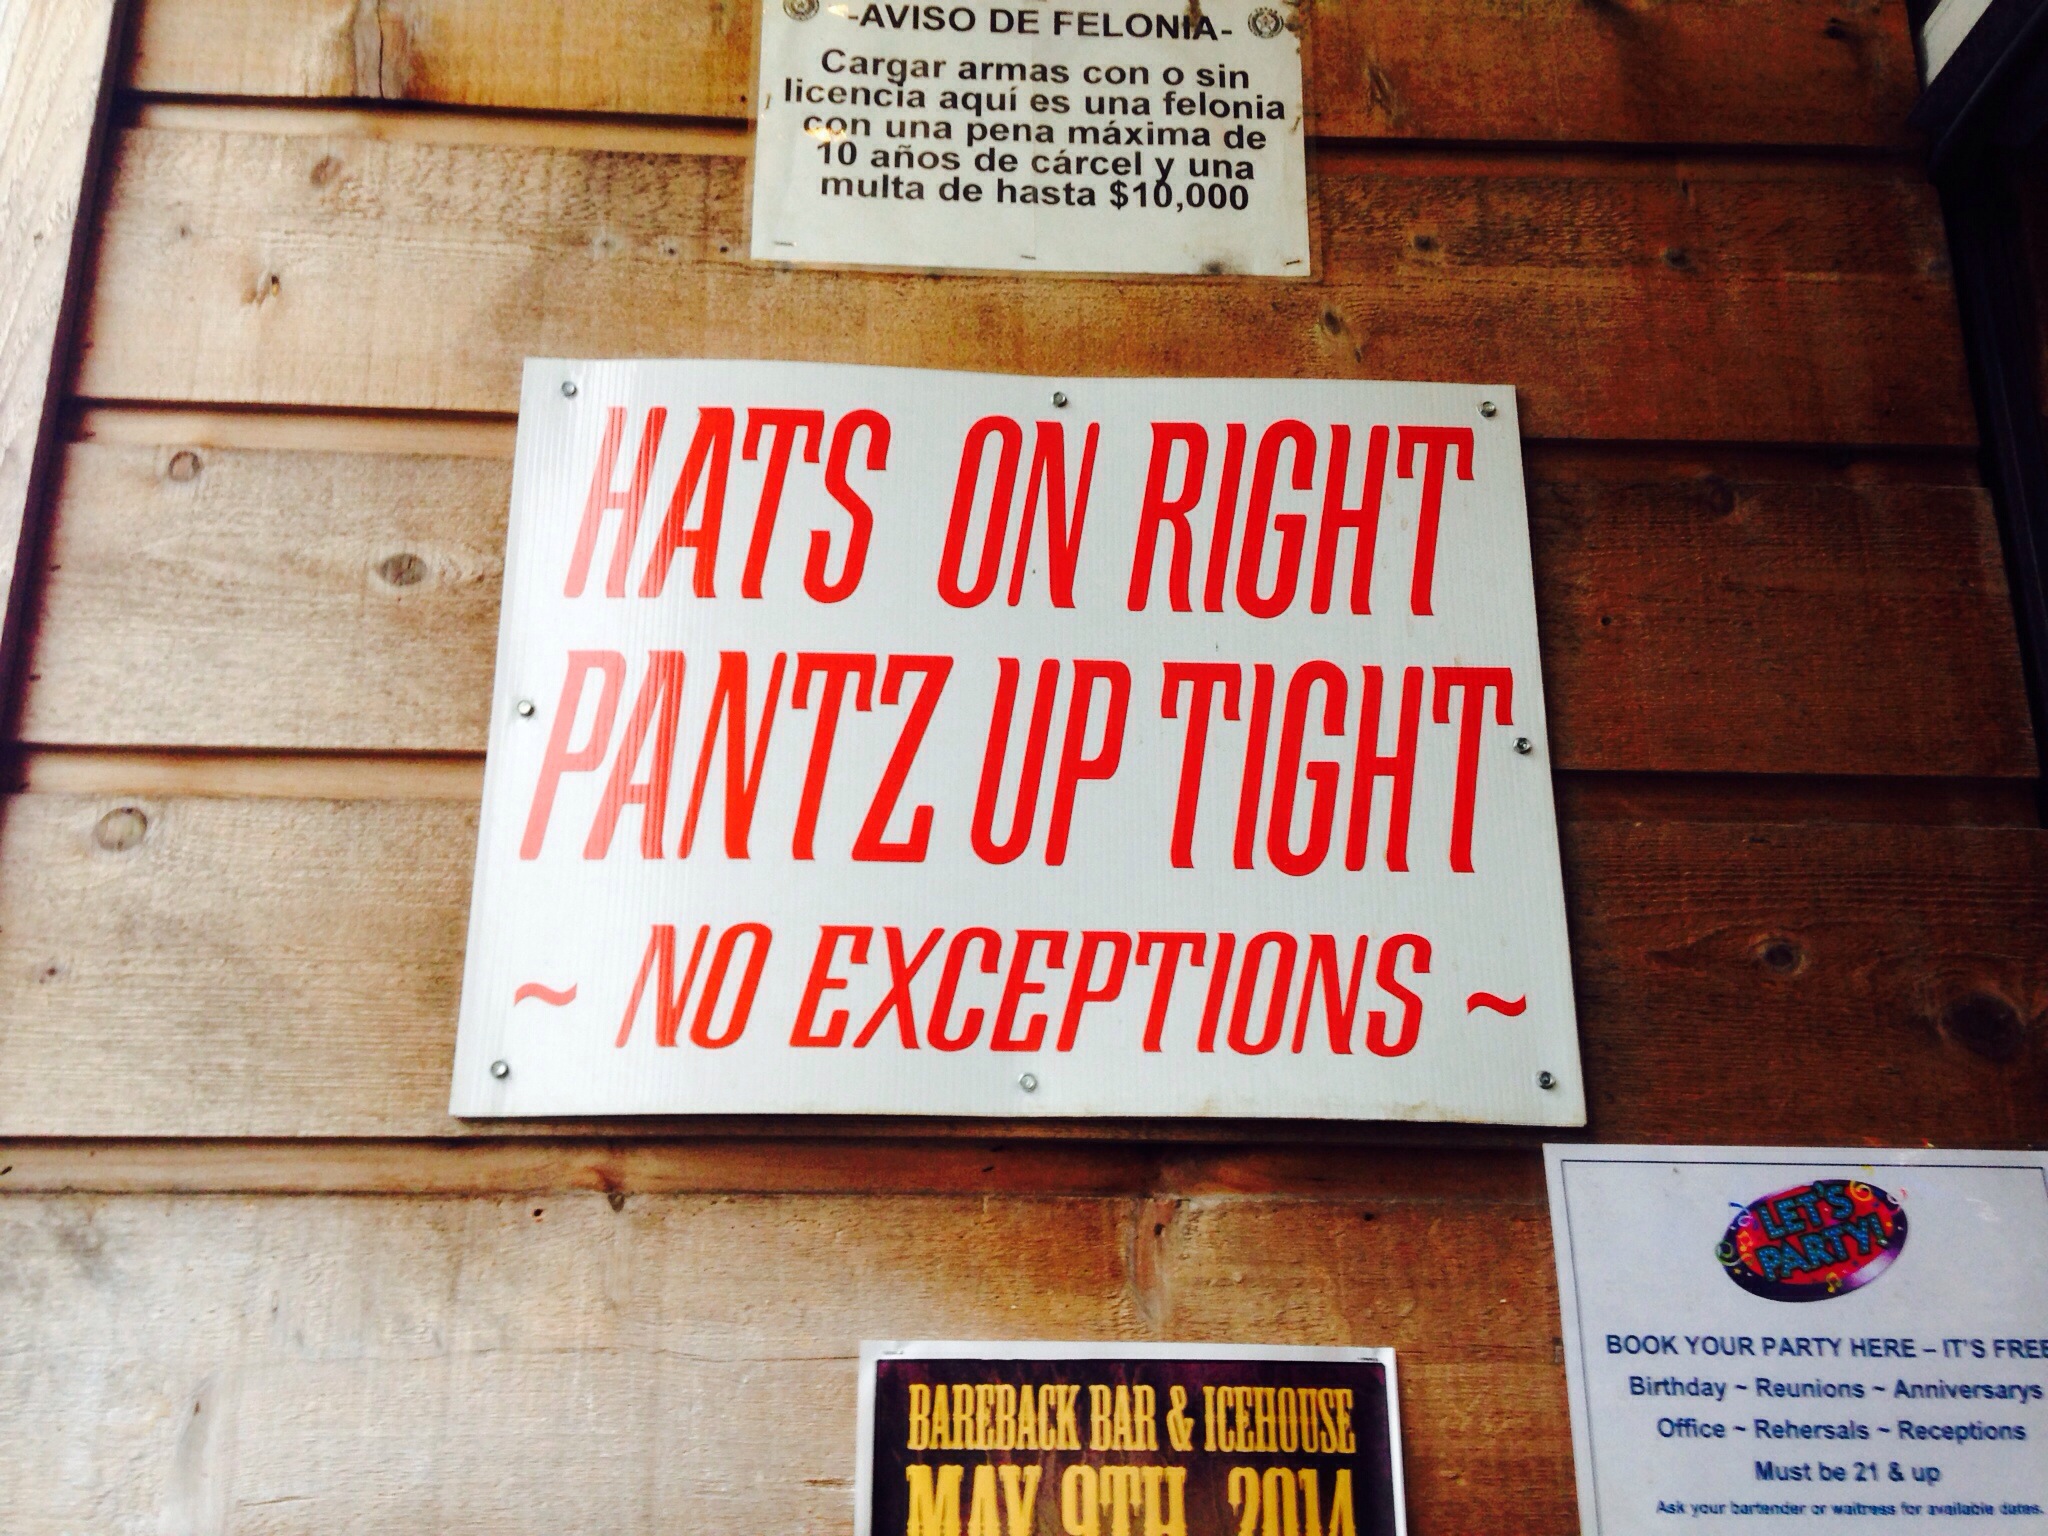 -AVISO DE FELONIA-
Cargar armas con o sin
licencia aquí es una felonia
con una pena máxima de
10 años de cárcel y una
multa de hasta $10,000
HATS ON RIGHT
PANTZ UP TIGHT
~ NO EXCEPTIONS ~
LET'S
PARTY!
BOOK YOUR PARTY HERE – IT'S FREE
Birthday ~ Reunions ~ Anniversarys
Office ~ Rehersals ~ Receptions
Must be 21 & up
Ask your bartender or waitress for available dates.
BAREBACK BAR & ICEHOUSE
MAY 9TH, 2014